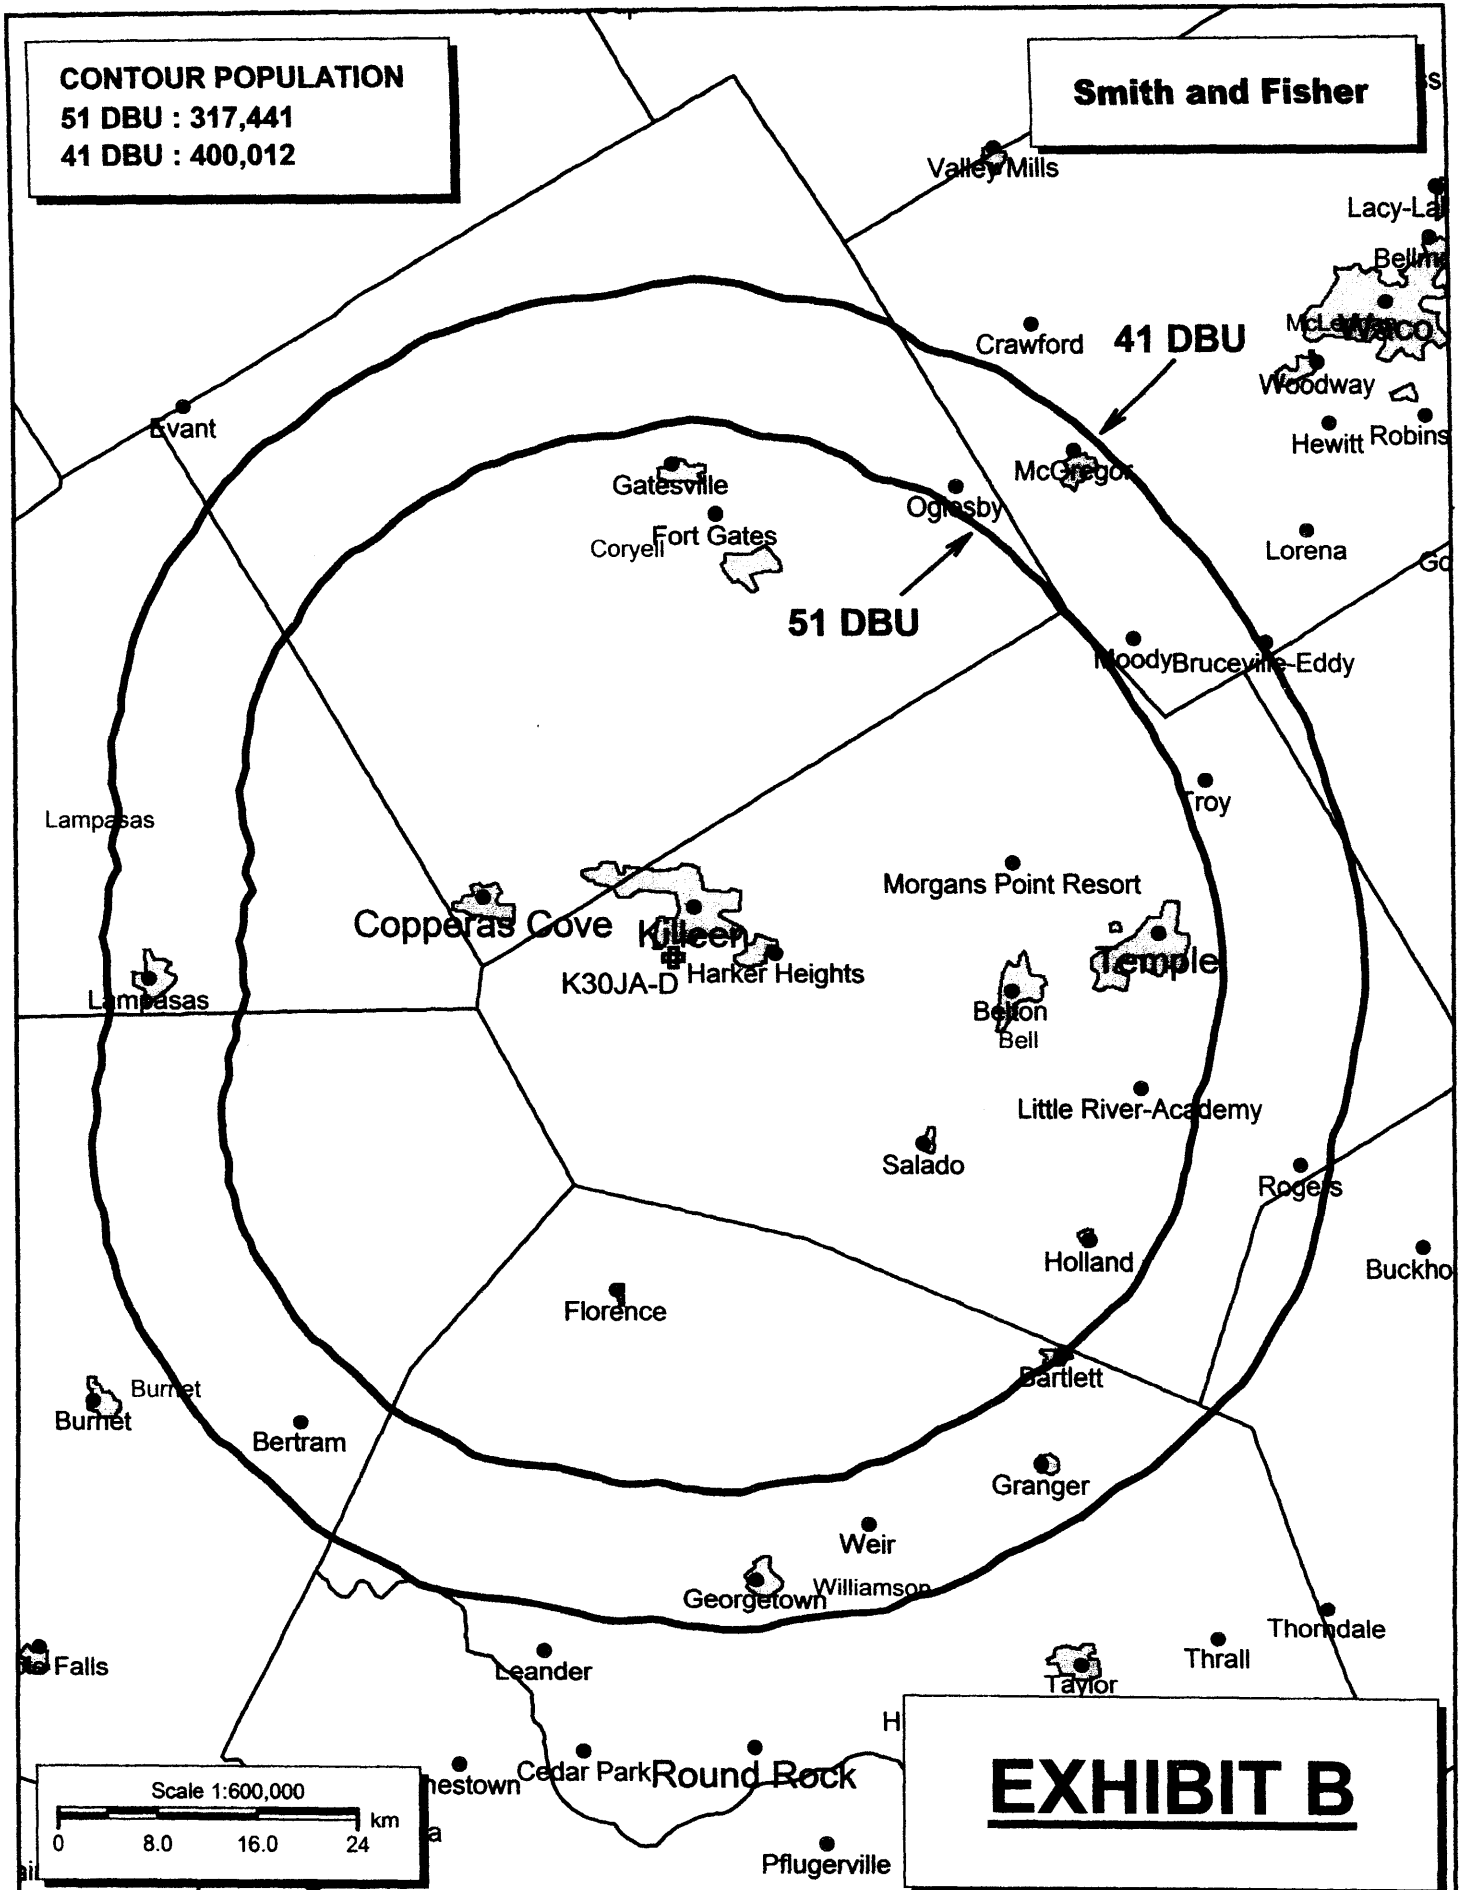 CONTOUR POPULATION
51 DBU : 317,441
41 DBU : 400,012
Smith and Fisher
Valley Mills
Lacy-La
Bellm
McLennan
Waco
Crawford
41 DBU
Woodway
Evant
Hewitt
Robins
McGregor
Gatesville
Oglesby
Fort Gates
Coryell
Lorena
Go
51 DBU
Moody
Bruceville-Eddy
Troy
Lampasas
Morgans Point Resort
Copperas Cove
Killeen
Temple
Harker Heights
K30JA-D
Lampasas
Belton
Bell
Little River-Academy
Salado
Rogers
Holland
Buckho
Florence
Bartlett
Burnet
Burnet
Bertram
Granger
Weir
Williamson
Georgetown
Thorndale
Thrall
Falls
Leander
Taylor
H
Cedar Park
Round Rock
nestown
EXHIBIT B
Scale 1:600,000
km
0 8.0 16.0 24
a
Pflugerville